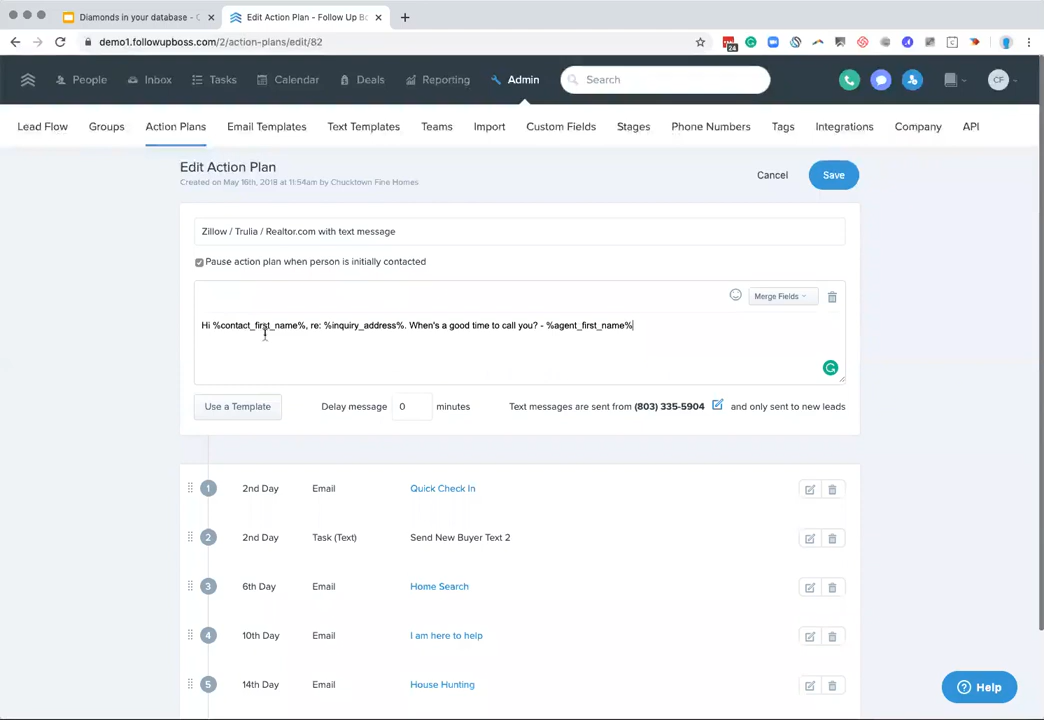 Diamonds in your database - (
Edit Action Plan - Follow Up Bo
demo1.followupboss.com/2/action-plans/edit/82
24
People
Inbox
Tasks
Calendar
Deals
Reporting
Admin
Search
CF
Lead Flow
Groups
Action Plans
Email Templates
Text Templates
Teams
Import
Custom Fields
Stages
Phone Numbers
Tags
Integrations
Company
API
Edit Action Plan
Created on May 16th, 2018 at 11:54am by Chucktown Fine Homes
Cancel
Save
Zillow / Trulia / Realtor.com with text message
Pause action plan when person is initially contacted
Merge Fields
Hi %contact_first_name%, re: %inquiry_address%. When's a good time to call you? - %agent_first_name%
Use a Template
Delay message 0 minutes
Text messages are sent from (803) 335-5904 and only sent to new leads
1 2nd Day Email Quick Check In
2 2nd Day Task (Text) Send New Buyer Text 2
3 6th Day Email Home Search
4 10th Day Email I am here to help
5 14th Day Email House Hunting
Help